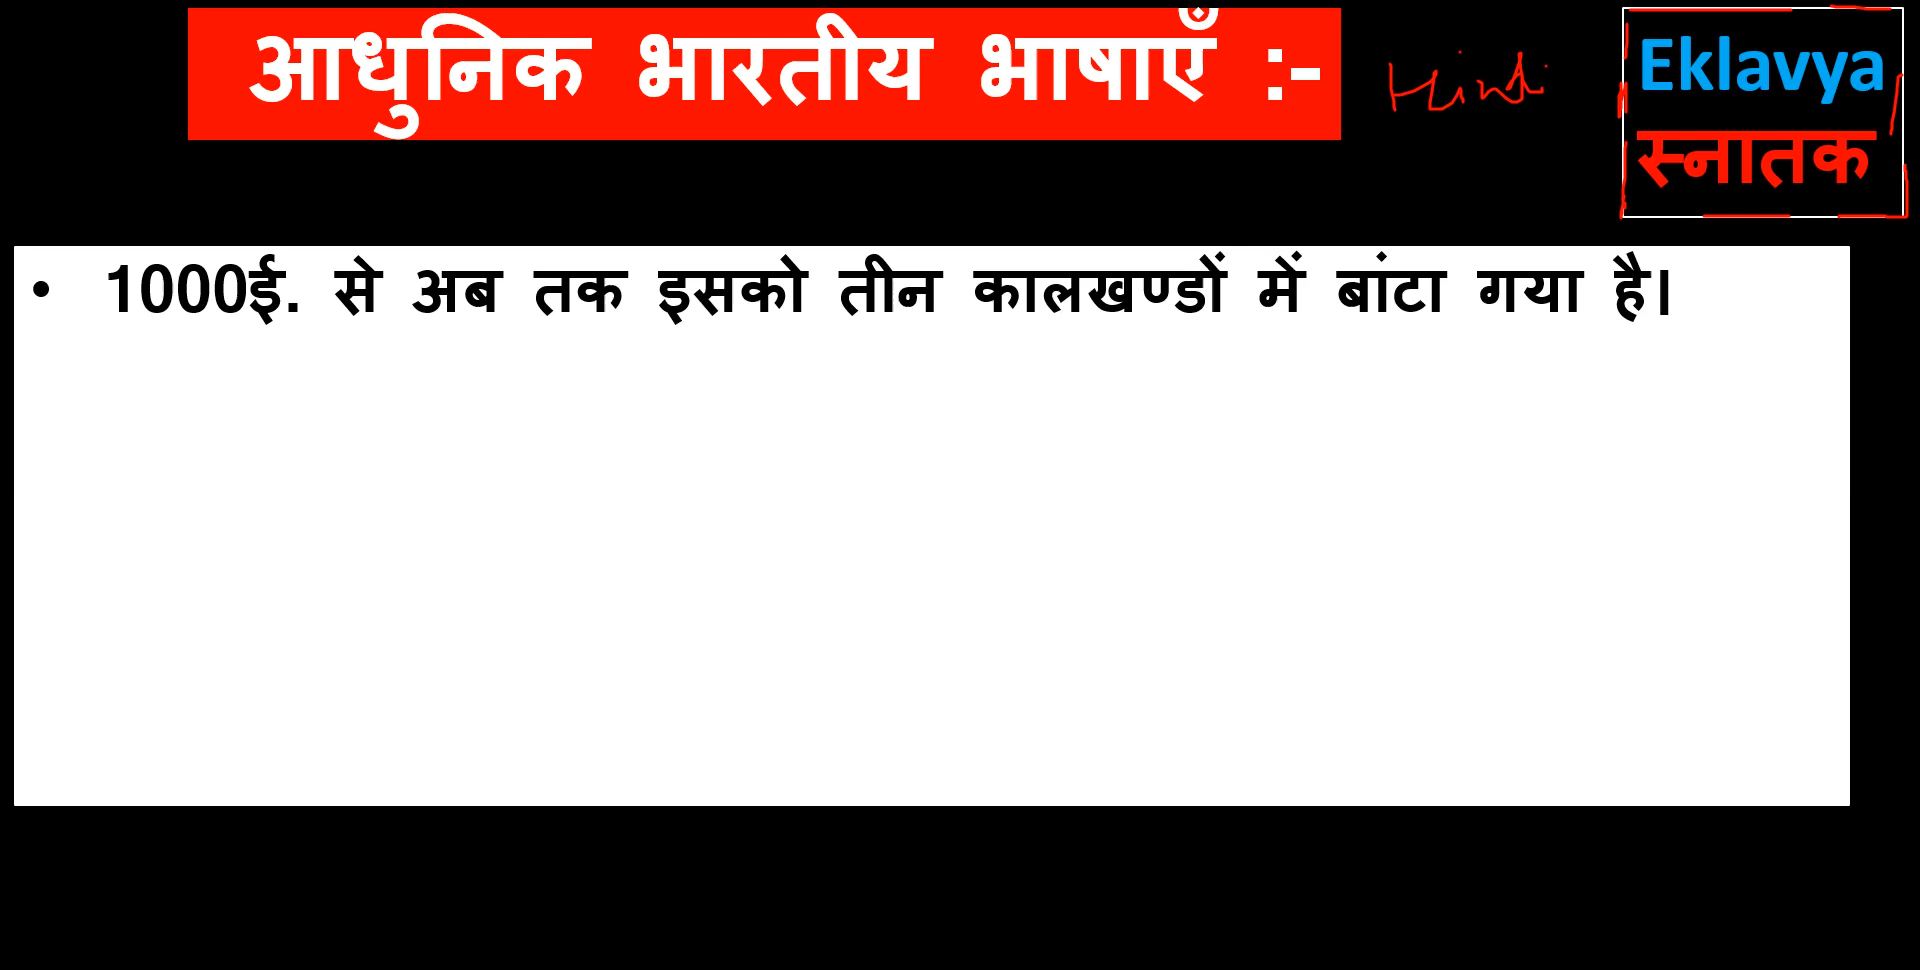 आधुनिक भारतीय भाषाएँ :-
Hindi
Eklavya
स्नातक
• 1000ई. से अब तक इसको तीन कालखण्डों में बांटा गया है।